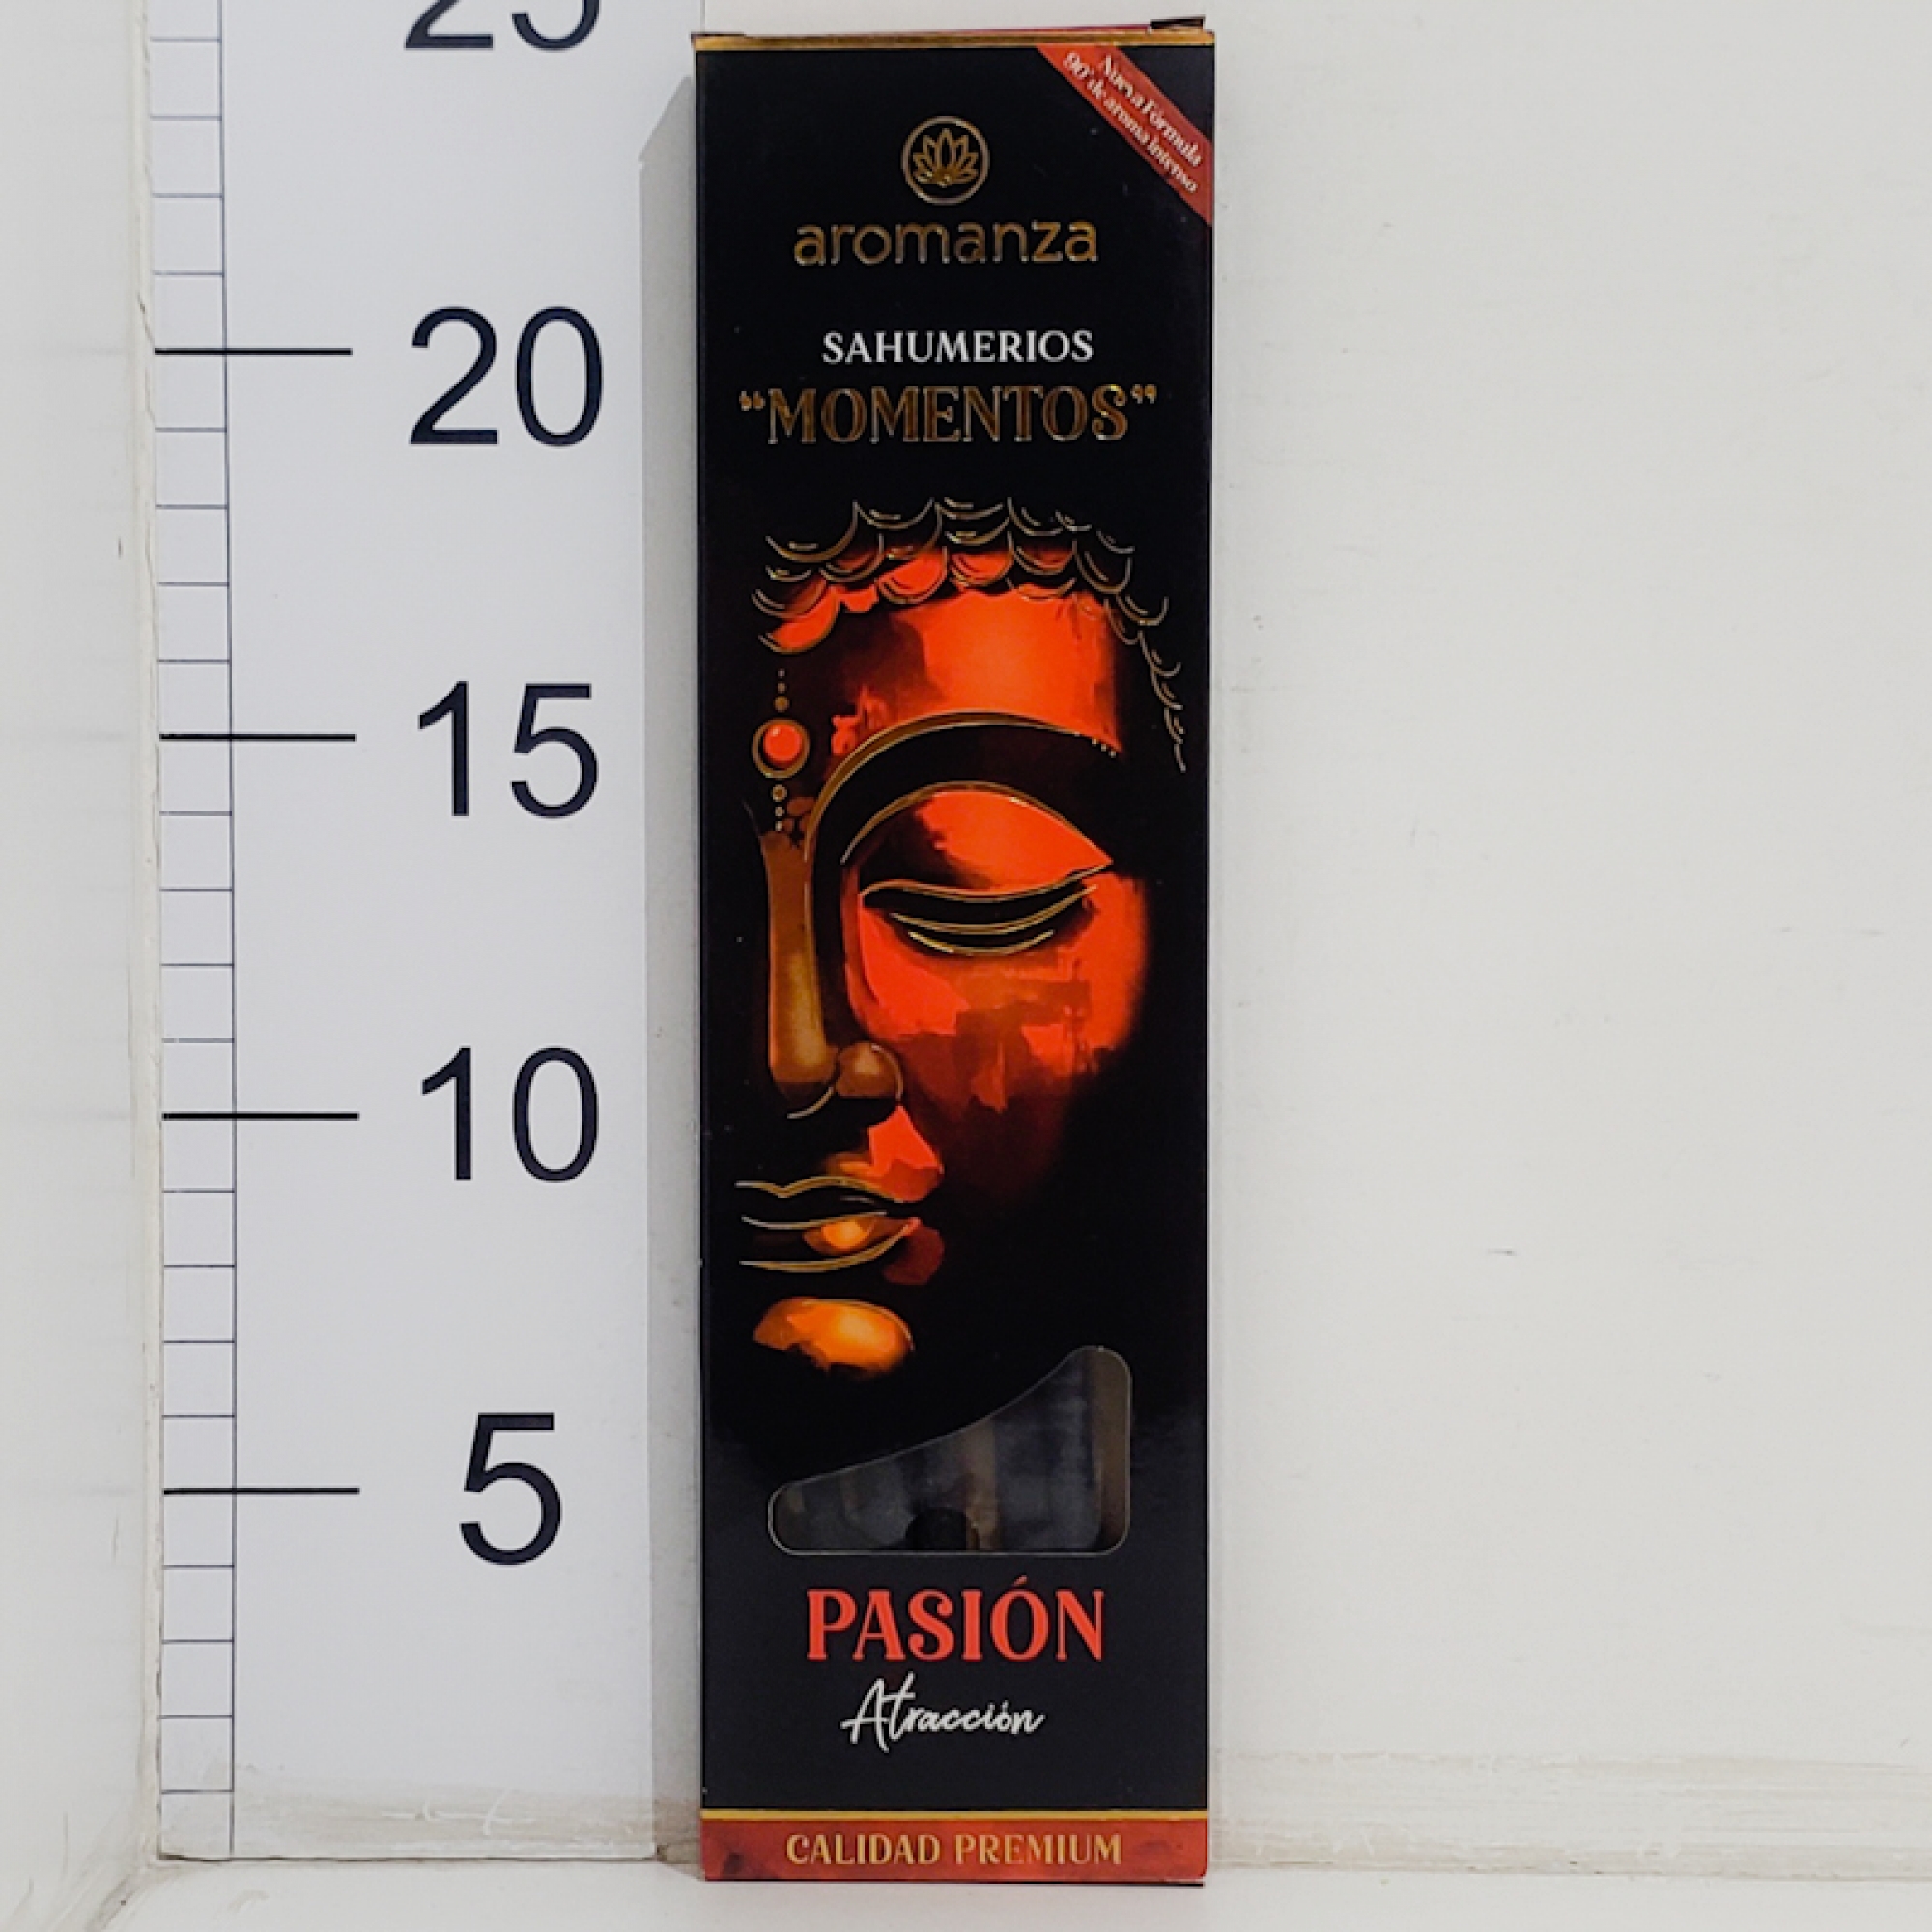 25
20
15
10
5
Nueva Fórmula
90' de aroma intenso
aromanza
SAHUMERIOS
"MOMENTOS"
PASIÓN
Atracción
CALIDAD PREMIUM